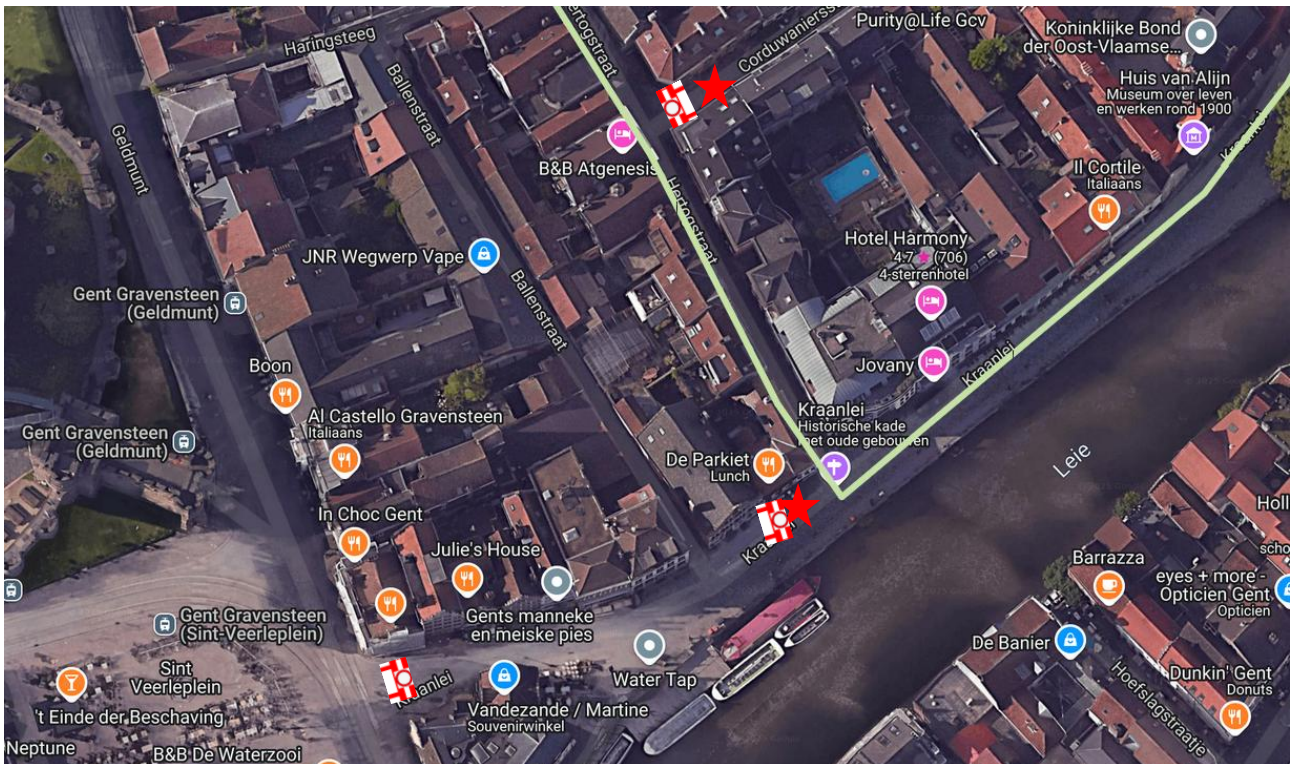 Purity@Life Gcv
Koninklijke Bond
der Oost-Vlaamse...
Haringsteeg
Hertogstraat
Corduwaniersst
Huis van Alijn
Museum over leven
en werken rond 1900
Ballenstraat
Geldmunt
B&B Atgenesis
Il Cortile
Italiaans
Hertogstraat
Hotel Harmony
4,7 ★ (706)
4-sterrenhotel
JNR Wegwerp Vape
Ballenstraat
Gent Gravensteen
(Geldmunt)
Boon
Jovany
Kraanlei
Al Castello Gravensteen
Italiaans
Kraanlei
Historische kade
met oude gebouwen
Gent Gravensteen
(Geldmunt)
De Parkiet
Lunch
Leie
In Choc Gent
Holl
Julie's House
scho
Barrazza
eyes + more -
Opticien Gent
Opticien
Gents manneke
en meiske pies
Gent Gravensteen
(Sint-Veerleplein)
De Banier
Sint
Veerleplein
Water Tap
Kraanlei
Hoefslagstraatje
Dunkin' Gent
Donuts
't Einde der Beschaving
Vandezande / Martine
Souvenirwinkel
Neptune
B&B De Waterzooi